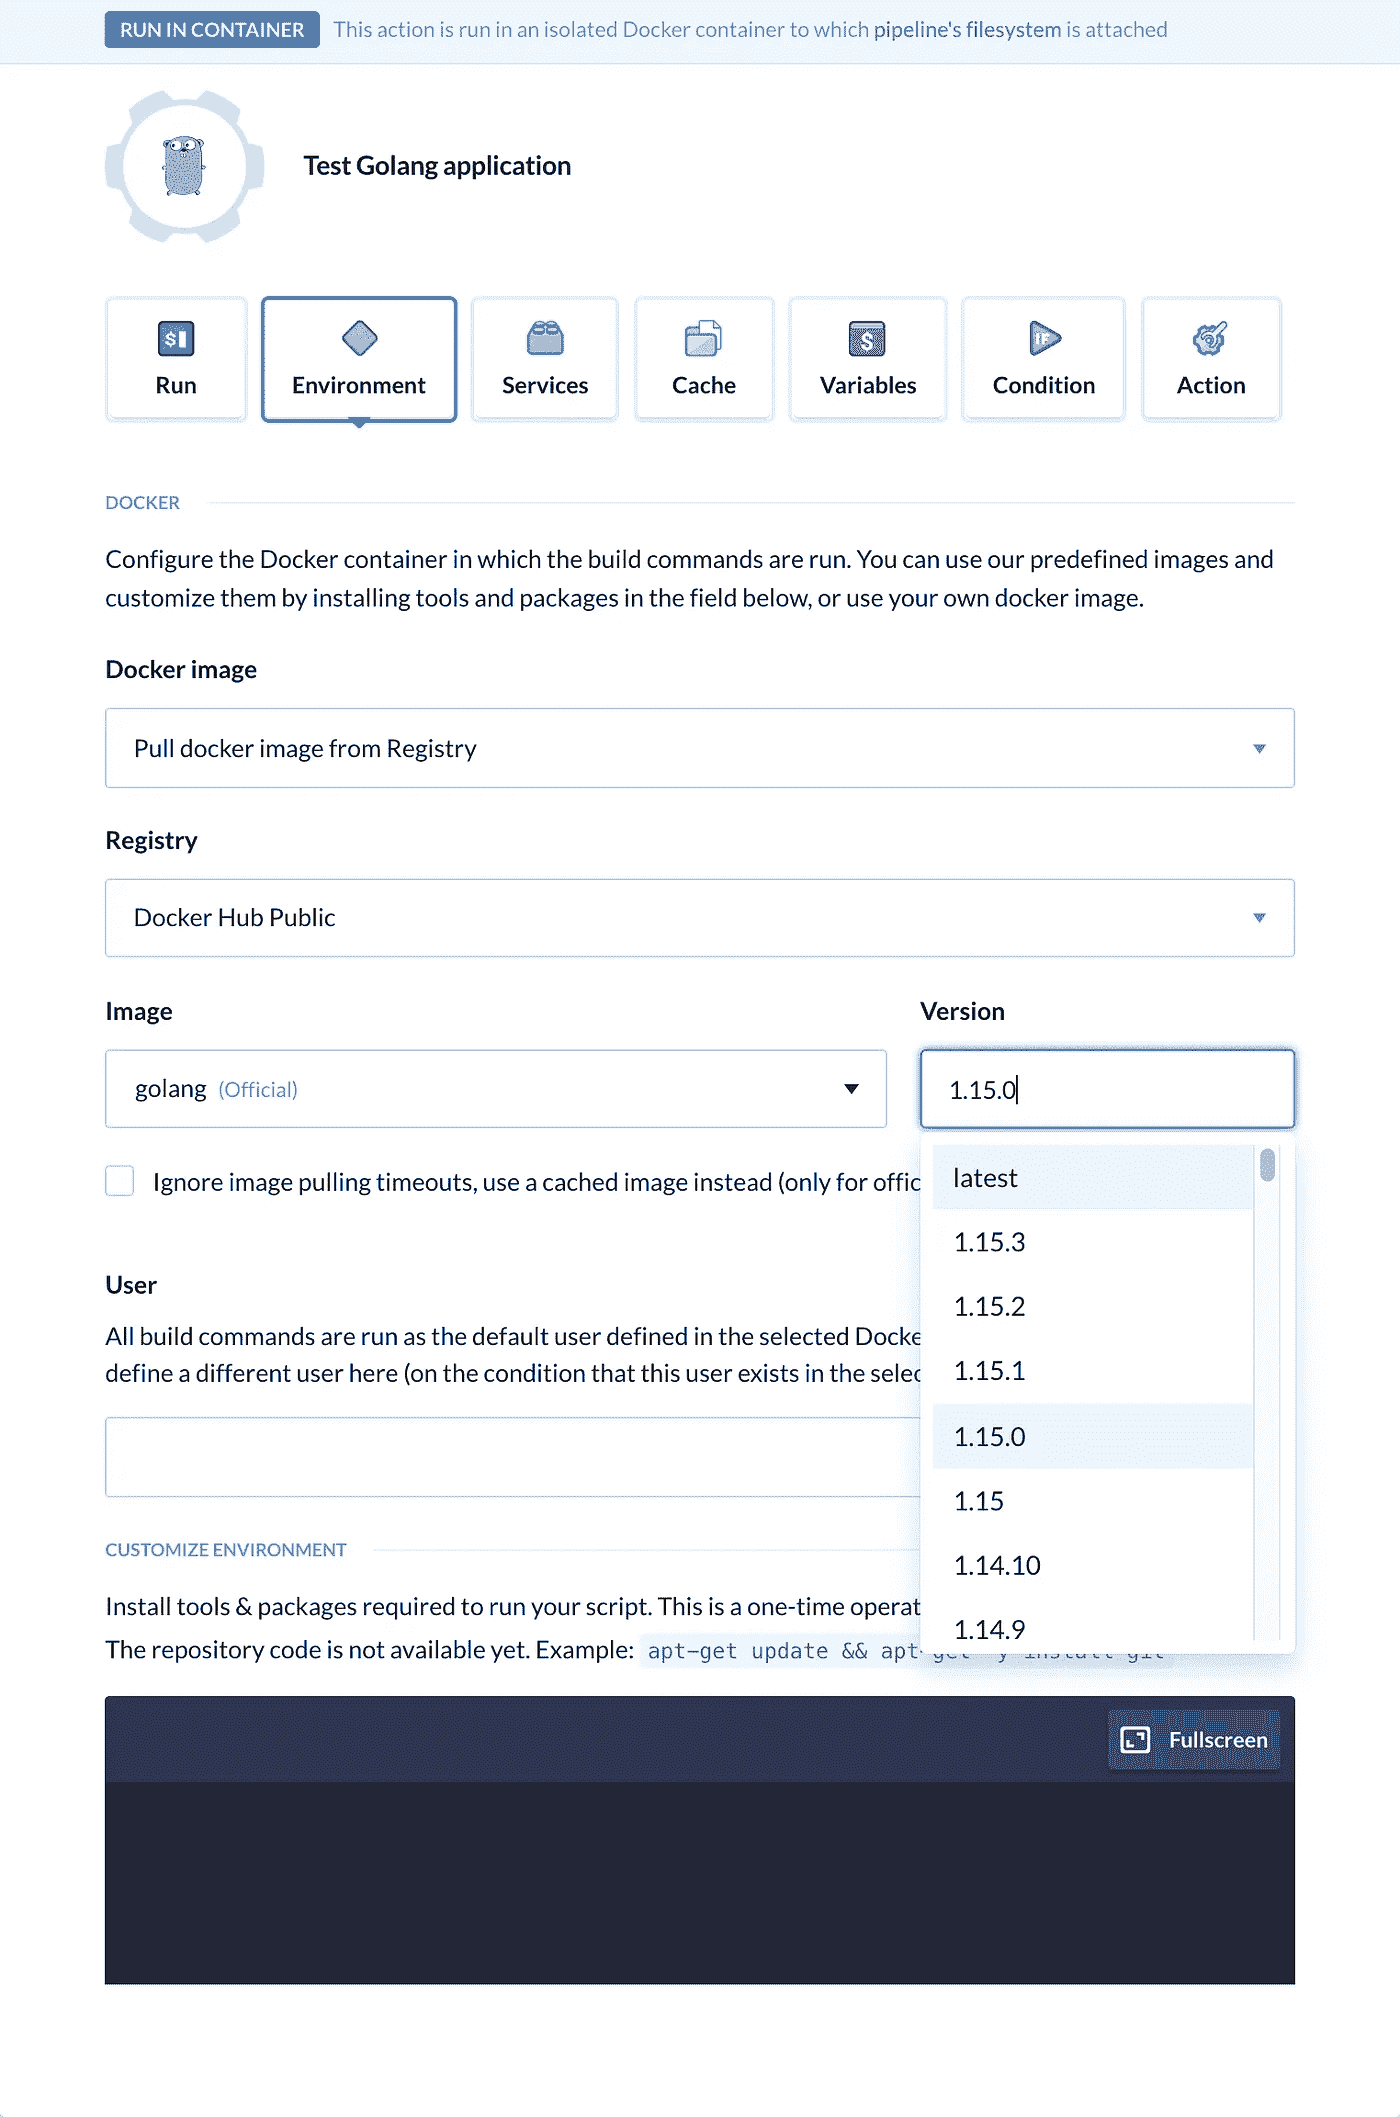 RUN IN CONTAINER This action is run in an isolated Docker container to which pipeline's filesystem is attached
Test Golang application
Run Environment Services Cache Variables Condition Action
DOCKER
Configure the Docker container in which the build commands are run. You can use our predefined images and
customize them by installing tools and packages in the field below, or use your own docker image.
Docker image
Pull docker image from Registry
Registry
Docker Hub Public
Image Version
golang (Official) 1.15.0
Ignore image pulling timeouts, use a cached image instead (only for offic
latest
1.15.3
1.15.2
1.15.1
1.15.0
1.15
1.14.10
1.14.9
User
All build commands are run as the default user defined in the selected Docke
define a different user here (on the condition that this user exists in the selec
CUSTOMIZE ENVIRONMENT
Install tools & packages required to run your script. This is a one-time operat
The repository code is not available yet. Example: apt-get update && apt-get -y install git
Fullscreen